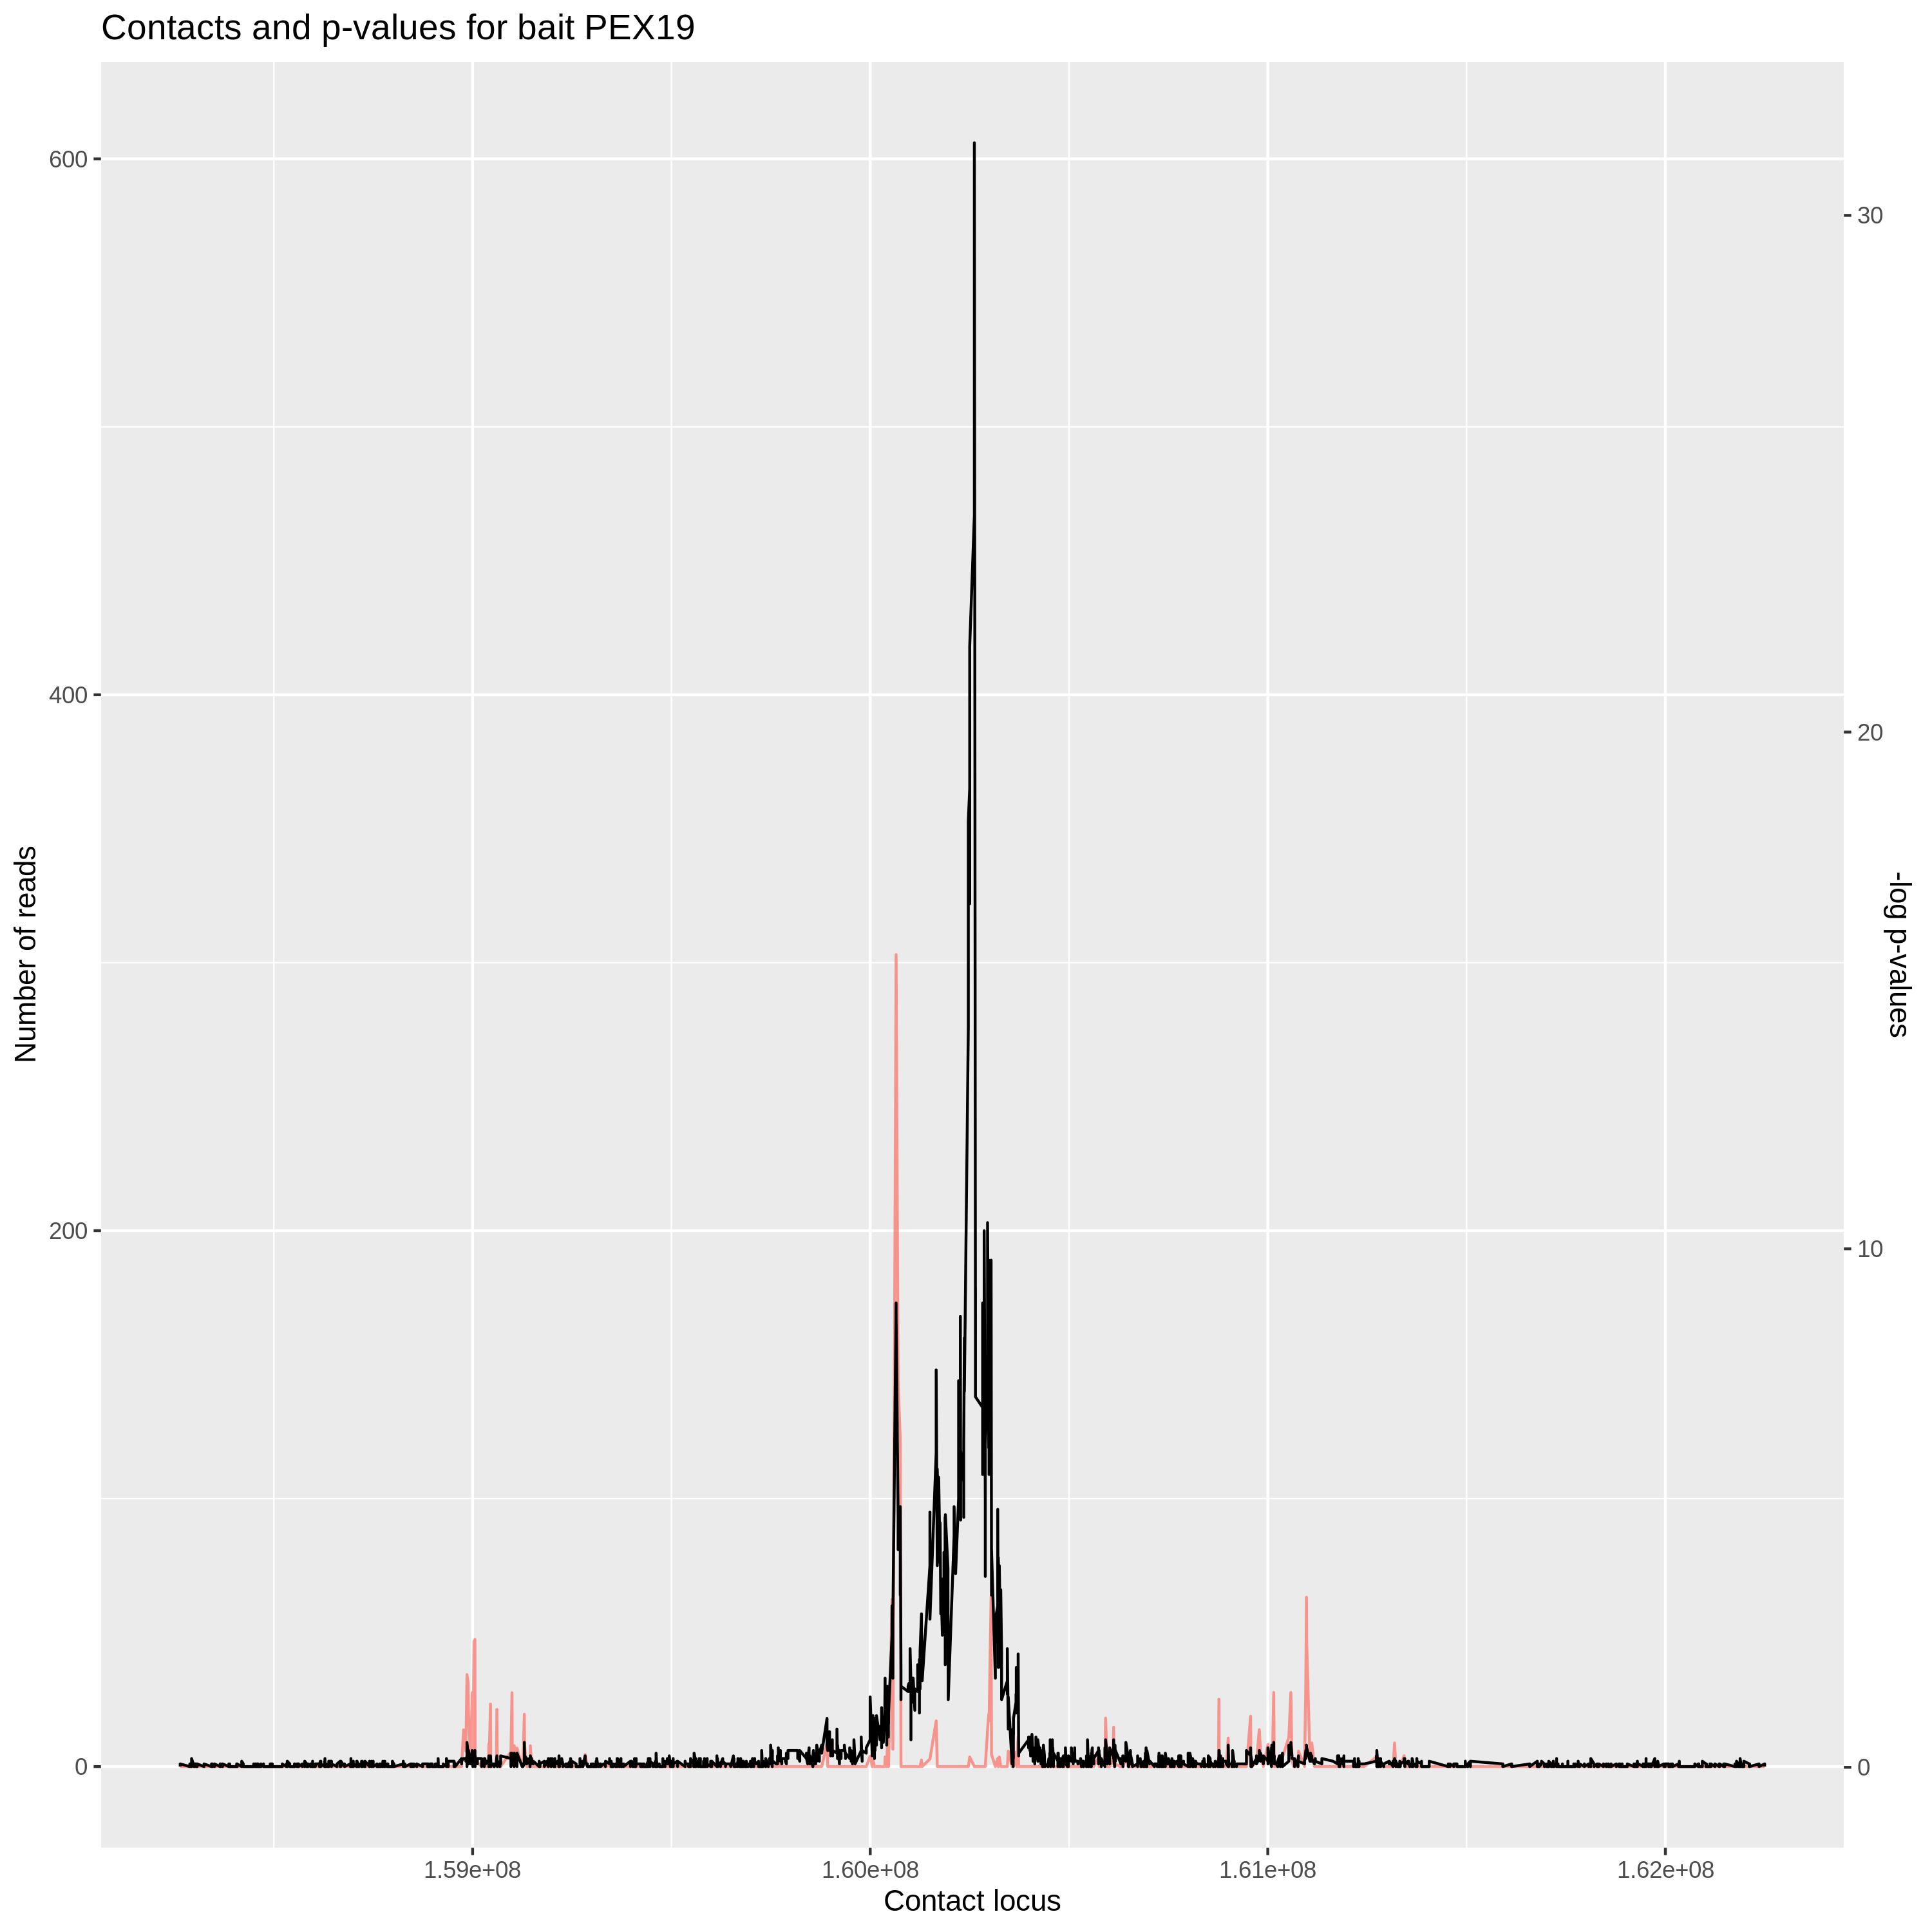 Contacts and p-values for bait PEX19
600
400
200
0
30
20
10
0
Number of reads
-log p-values
1.59e+08
1.60e+08
1.61e+08
1.62e+08
Contact locus